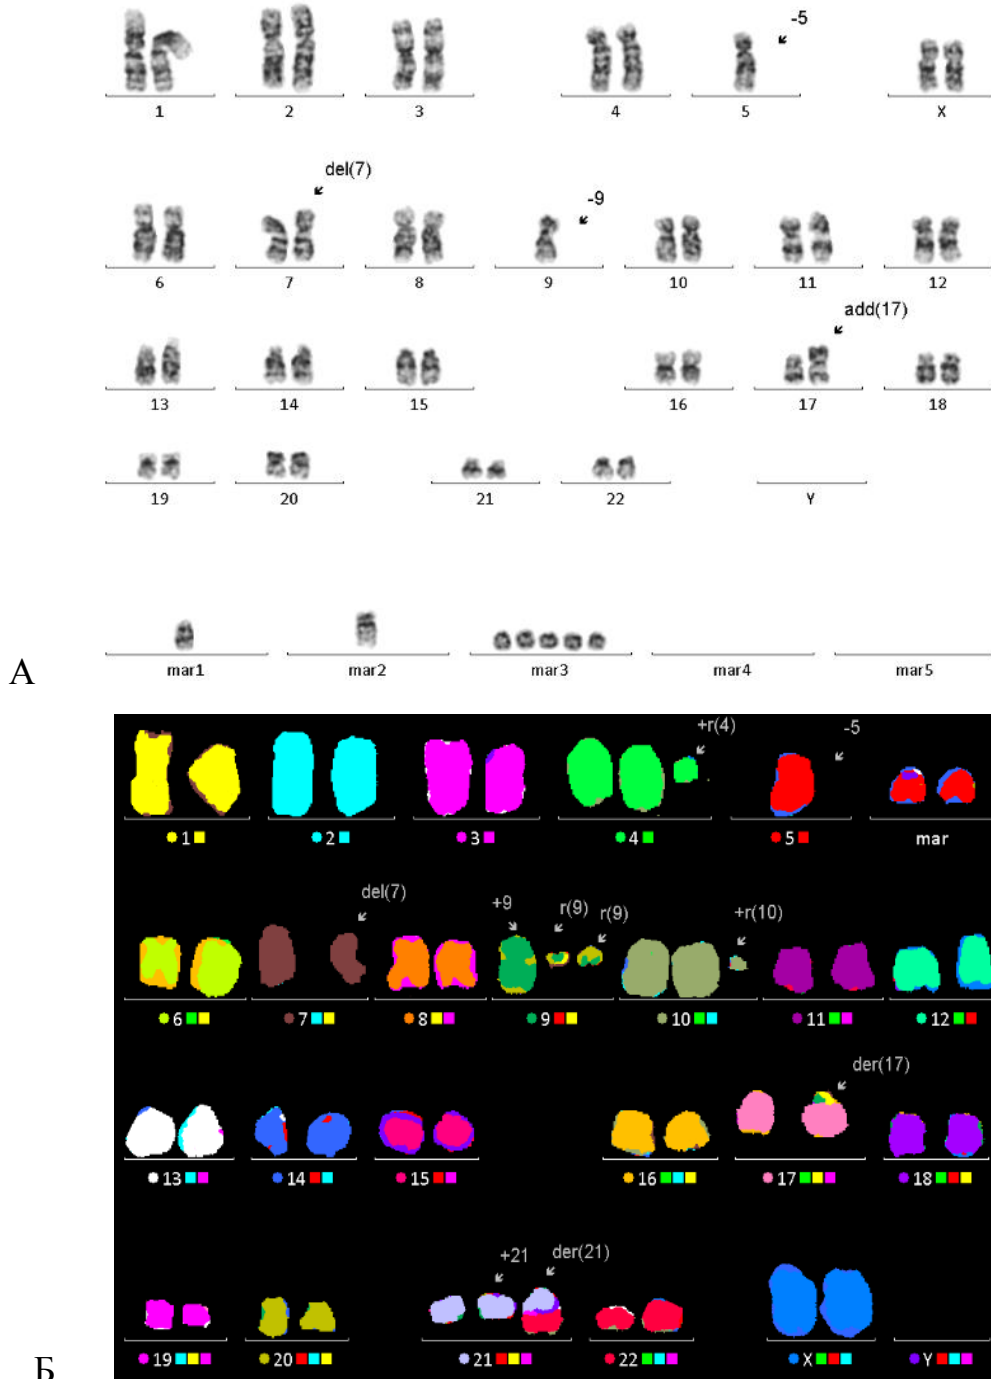 -5
1 2 3 4 5 X
del(7)
-9
6 7 8 9 10 11 12
add(17)
13 14 15 16 17 18
19 20 21 22 Y
А
mar1 mar2 mar3 mar4 mar5
+r(4)
-5
1 2 3 4 5 mar
del(7)
+9
r(9)
r(9)
+r(10)
6 7 8 9 10 11 12
der(17)
13 14 15 16 17 18
+21
der(21)
19 20 21 22 X Y
Б